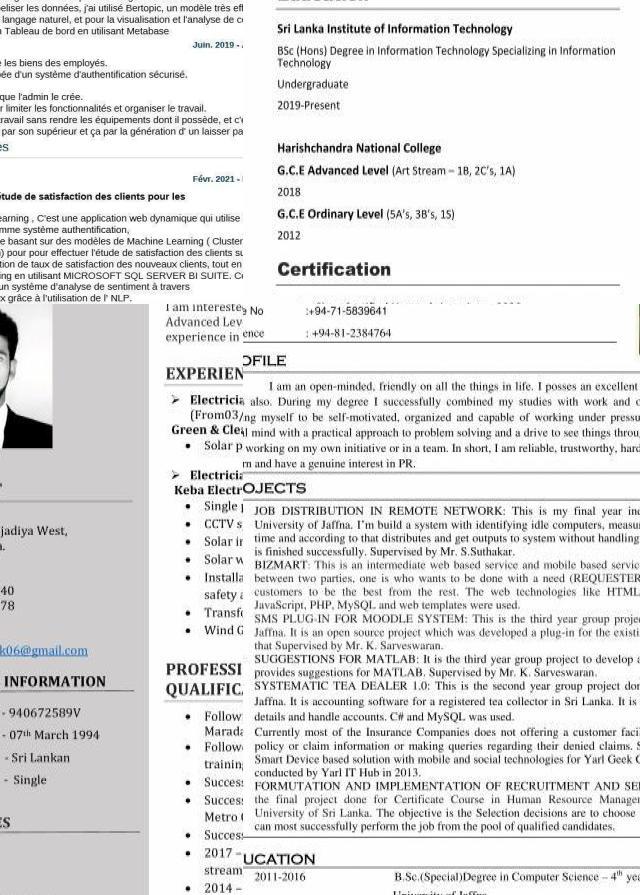 eliser les données, j'ai utilisé Bertopic, un modèle très eff
langage naturel, et pour la visualisation et l'analyse de c
Tableau de bord en utilisant Metabase
Juin. 2019 -
e les biens des employés.
ée d'un système d'authentification sécurisé.
que l'admin le crée.
r limiter les fonctionnalités et organiser le travail.
ravail sans rendre les équipements dont il possède, et c'
par son supérieur et ça par la génération d' un laisser pa
es
Févr. 2021 -
étude de satisfaction des clients pour les
earning , C'est une application web dynamique qui utilise
mme système authentification,
e basant sur des modèles de Machine Learning ( Cluster
) pour pour effectuer l'étude de satisfaction des clients su
tion de taux de satisfaction des nouveaux clients, tout en
ing en utilisant MICROSOFT SQL SERVER BI SUITE. C
un système d'analyse de sentiment à travers
x grâce à l'utilisation de l' NLP.
Sri Lanka Institute of Information Technology
BSc (Hons) Degree in Information Technology Specializing in Information
Technology
Undergraduate
2019-Present
Harishchandra National College
G.C.E Advanced Level (Art Stream – 1B, 2C's, 1A)
2018
G.C.E Ordinary Level (5A's, 3B's, 1S)
2012
Certification
jadiya West,
a.
40
78
k06@gmail.com
INFORMATION
- 940672589V
- 07th March 1994
- Sri Lankan
- Single
ES
I am intereste
Advanced Lev
experience in
EXPERIEN
➢ Electricia
(From03/
Green & Cle
• Solar p
➢ Electricia
Keba Electr
• Single
• CCTV s
• Solar in
• Solar w
• Installa
safety a
• Transfo
• Wind G
PROFESSI
QUALIFIC
• Follow
Marada
• Follow
training
• Succes
• Succes
Metro
• Succes
• 2017 –
stream
• 2014 –
No :+94-71-5839641
ence : +94-81-2384764
OFILE
I am an open-minded, friendly on all the things in life. I posses an excellent
also. During my degree I successfully combined my studies with work and o
ng myself to be self-motivated, organized and capable of working under pressu
l mind with a practical approach to problem solving and a drive to see things throu
working on my own initiative or in a team. In short, I am reliable, trustworthy, hard
m and have a genuine interest in PR.
OJECTS
JOB DISTRIBUTION IN REMOTE NETWORK: This is my final year ind
University of Jaffna. I'm build a system with identifying idle computers, measu
time and according to that distributes and get outputs to system without handling
is finished successfully. Supervised by Mr. S.Suthakar.
BIZMART: This is an intermediate web based service and mobile based servic
between two parties, one is who wants to be done with a need (REQUESTER
customers to be the best from the rest. The web technologies like HTML
JavaScript, PHP, MySQL and web templates were used.
SMS PLUG-IN FOR MOODLE SYSTEM: This is the third year group proje
Jaffna. It is an open source project which was developed a plug-in for the existi
that Supervised by Mr. K. Sarveswaran.
SUGGESTIONS FOR MATLAB: It is the third year group project to develop a
provides suggestions for MATLAB. Supervised by Mr. K. Sarveswaran.
SYSTEMATIC TEA DEALER 1.0: This is the second year group project don
Jaffna. It is accounting software for a registered tea collector in Sri Lanka. It is
details and handle accounts. C# and MySQL was used.
Currently most of the Insurance Companies does not offering a customer facil
policy or claim information or making queries regarding their denied claims. S
Smart Device based solution with mobile and social technologies for Yarl Geek C
conducted by Yarl IT Hub in 2013.
FORMUTATION AND IMPLEMENTATION OF RECRUITMENT AND SE
the final project done for Certificate Course in Human Resource Manage
University of Sri Lanka. The objective is the Selection decisions are to choose
can most successfully perform the job from the pool of qualified candidates.
UCATION
2011-2016 B.Sc.(Special)Degree in Computer Science – 4th ye